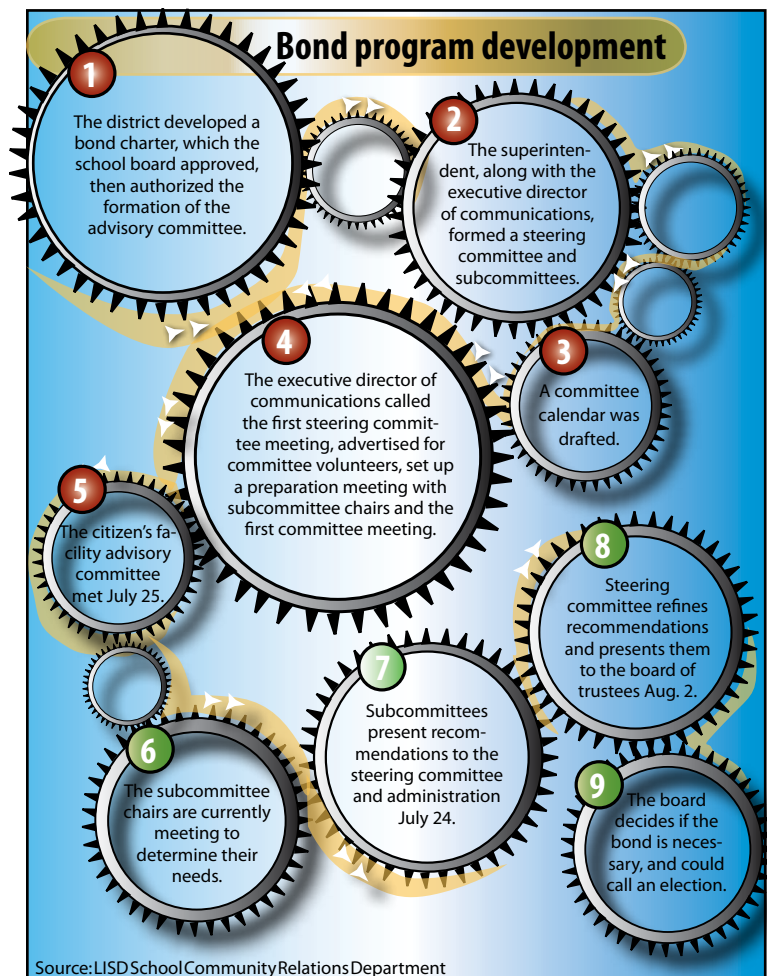 Bond program development
1
The district developed a
bond charter, which the
school board approved,
then authorized the
formation of the
advisory committee.
2
The superinten-
dent, along with the
executive director
of communications,
formed a steering
committee and
subcommittees.
3
A committee
calendar was
drafted.
4
The executive director of
communications called
the first steering commit-
tee meeting, advertised for
committee volunteers, set up
a preparation meeting with
subcommittee chairs and the
first committee meeting.
5
The citizen's fa-
cility advisory
committee
met July 25.
6
The subcommittee
chairs are currently
meeting to
determine their
needs.
7
Subcommittees
present recom-
mendations to the
steering committee
and administration
July 24.
8
Steering
committee refines
recommendations
and presents them
to the board of
trustees Aug. 2.
9
The board
decides if the
bond is neces-
sary, and could
call an election.
Source: LISD School Community Relations Department